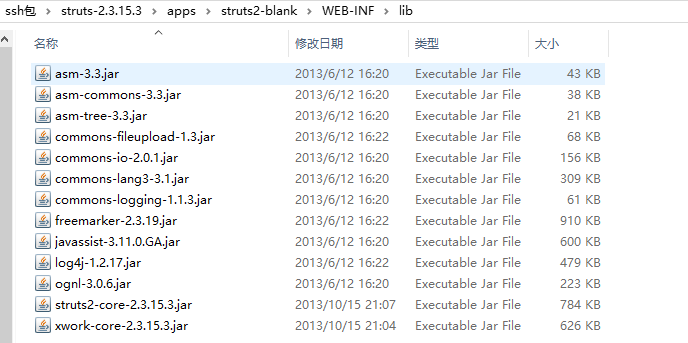 ssh包 > struts-2.3.15.3 > apps > struts2-blank > WEB-INF > lib
名称 修改日期 类型 大小
asm-3.3.jar 2013/6/12 16:20 Executable Jar File 43 KB
asm-commons-3.3.jar 2013/6/12 16:20 Executable Jar File 38 KB
asm-tree-3.3.jar 2013/6/12 16:20 Executable Jar File 21 KB
commons-fileupload-1.3.jar 2013/6/12 16:22 Executable Jar File 68 KB
commons-io-2.0.1.jar 2013/6/12 16:20 Executable Jar File 156 KB
commons-lang3-3.1.jar 2013/6/12 16:20 Executable Jar File 309 KB
commons-logging-1.1.3.jar 2013/6/12 16:20 Executable Jar File 61 KB
freemarker-2.3.19.jar 2013/6/12 16:22 Executable Jar File 910 KB
javassist-3.11.0.GA.jar 2013/6/12 16:20 Executable Jar File 600 KB
log4j-1.2.17.jar 2013/6/12 16:22 Executable Jar File 479 KB
ognl-3.0.6.jar 2013/6/12 16:20 Executable Jar File 223 KB
struts2-core-2.3.15.3.jar 2013/10/15 21:07 Executable Jar File 784 KB
xwork-core-2.3.15.3.jar 2013/10/15 21:04 Executable Jar File 626 KB